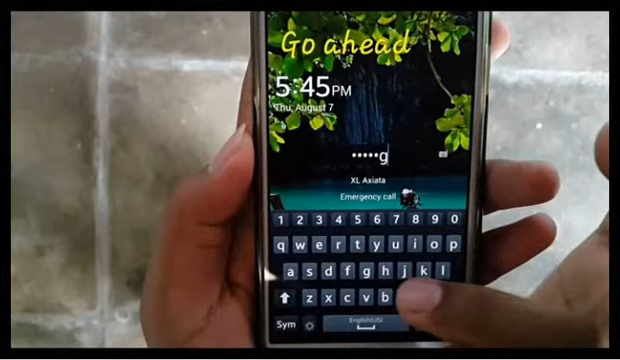 Go ahead
5:45PM
Thu, August 7
•••••g
XL Axiata
Emergency call
1 2 3 4 5 6 7 8 9 0
q w e r t y u i o p
a s d f g h j k l
z x c v b
Sym English(US)